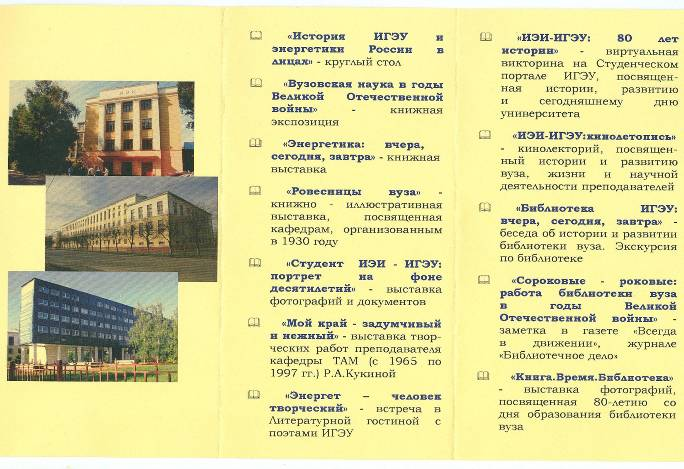 «История ИГЭУ и
энергетики России в
лицах» - круглый стол
«Вузовская наука в годы
Великой Отечественной
войны» - книжная
экспозиция
«Энергетика: вчера,
сегодня, завтра» - книжная
выставка
«Ровесницы вуза» -
книжно - иллюстративная
выставка, посвященная
кафедрам, организованным
в 1930 году
«Студент ИЭИ - ИГЭУ:
портрет на фоне
десятилетий» - выставка
фотографий и документов
«Мой край - задумчивый
и нежный» - выставка твор-
ческих работ преподавателя
кафедры ТАМ (с 1965 по
1997 гг.) Р.А.Кукиной
«Энергет – человек
творческий» - встреча в
Литературной гостиной с
поэтами ИГЭУ
«ИЭИ-ИГЭУ: 80 лет
истории» - виртуальная
викторина на Студенческом
портале ИГЭУ, посвящен-
ная истории, развитию
и сегодняшнему дню
университета
«ИЭИ-ИГЭУ:кинолетопись»
- кинолекторий, посвящен-
ный истории и развитию
вуза, жизни и научной
деятельности преподавателей
«Библиотека ИГЭУ:
вчера, сегодня, завтра» -
беседа об истории и развитии
библиотеки вуза. Экскурсия
по библиотеке
«Сороковые - роковые:
работа библиотеки вуза
в годы Великой
Отечественной войны» -
заметка в газете «Всегда
в движении», журнале
«Библиотечное дело»
«Книга.Время.Библиотека»
- выставка фотографий,
посвященная 80-летию со
дня образования библиотеки
вуза